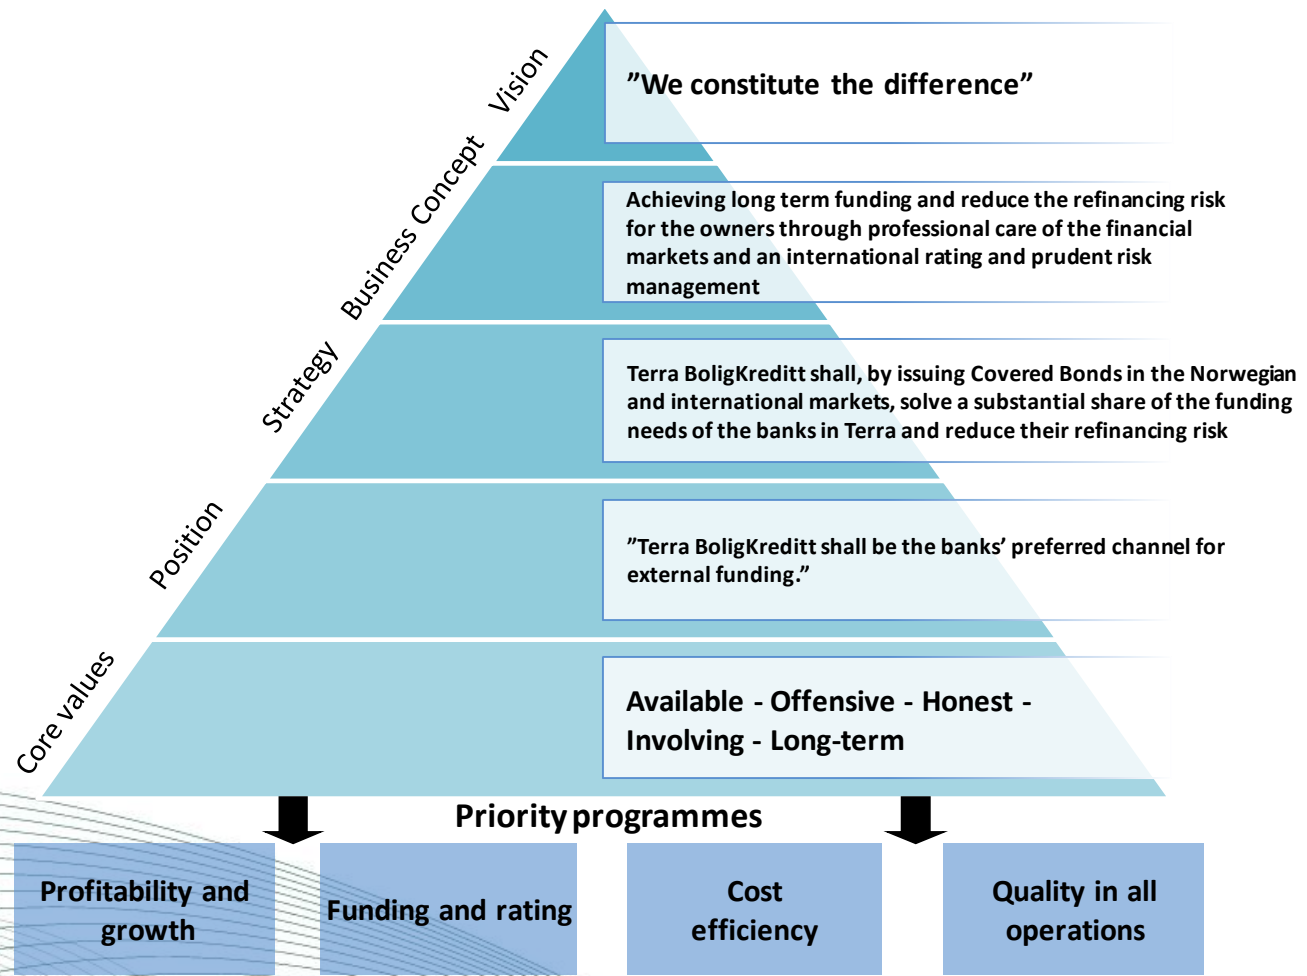 Vision
”We constitute the difference”
Business Concept
Achieving long term funding and reduce the refinancing risk
for the owners through professional care of the financial
markets and an international rating and prudent risk
management
Strategy
Terra BoligKreditt shall, by issuing Covered Bonds in the Norwegian
and international markets, solve a substantial share of the funding
needs of the banks in Terra and reduce their refinancing risk
Position
”Terra BoligKreditt shall be the banks’ preferred channel for
external funding.”
Core values
Available - Offensive - Honest -
Involving - Long-term
Priority programmes
Profitability and
growth
Funding and rating
Cost
efficiency
Quality in all
operations